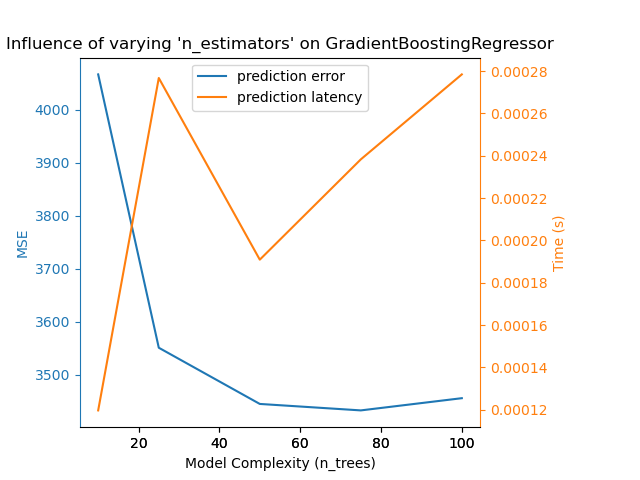 Influence of varying 'n_estimators' on GradientBoostingRegressor
prediction error
prediction latency
MSE
4000
3900
3800
3700
3600
3500
0.00028
0.00026
0.00024
0.00022
0.00020
0.00018
0.00016
0.00014
0.00012
Time (s)
20 40 60 80 100
Model Complexity (n_trees)